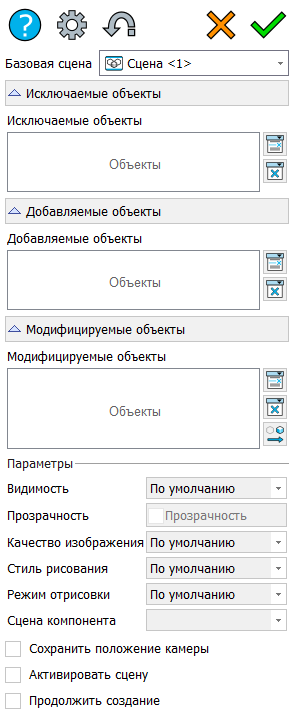 Базовая сцена Сцена <1>
Исключаемые объекты
Исключаемые объекты
Объекты
Добавляемые объекты
Добавляемые объекты
Объекты
Модифицируемые объекты
Модифицируемые объекты
Объекты
Параметры
Видимость По умолчанию
Прозрачность Прозрачность
Качество изображения По умолчанию
Стиль рисования По умолчанию
Режим отрисовки По умолчанию
Сцена компонента
Сохранить положение камеры
Активировать сцену
Продолжить создание